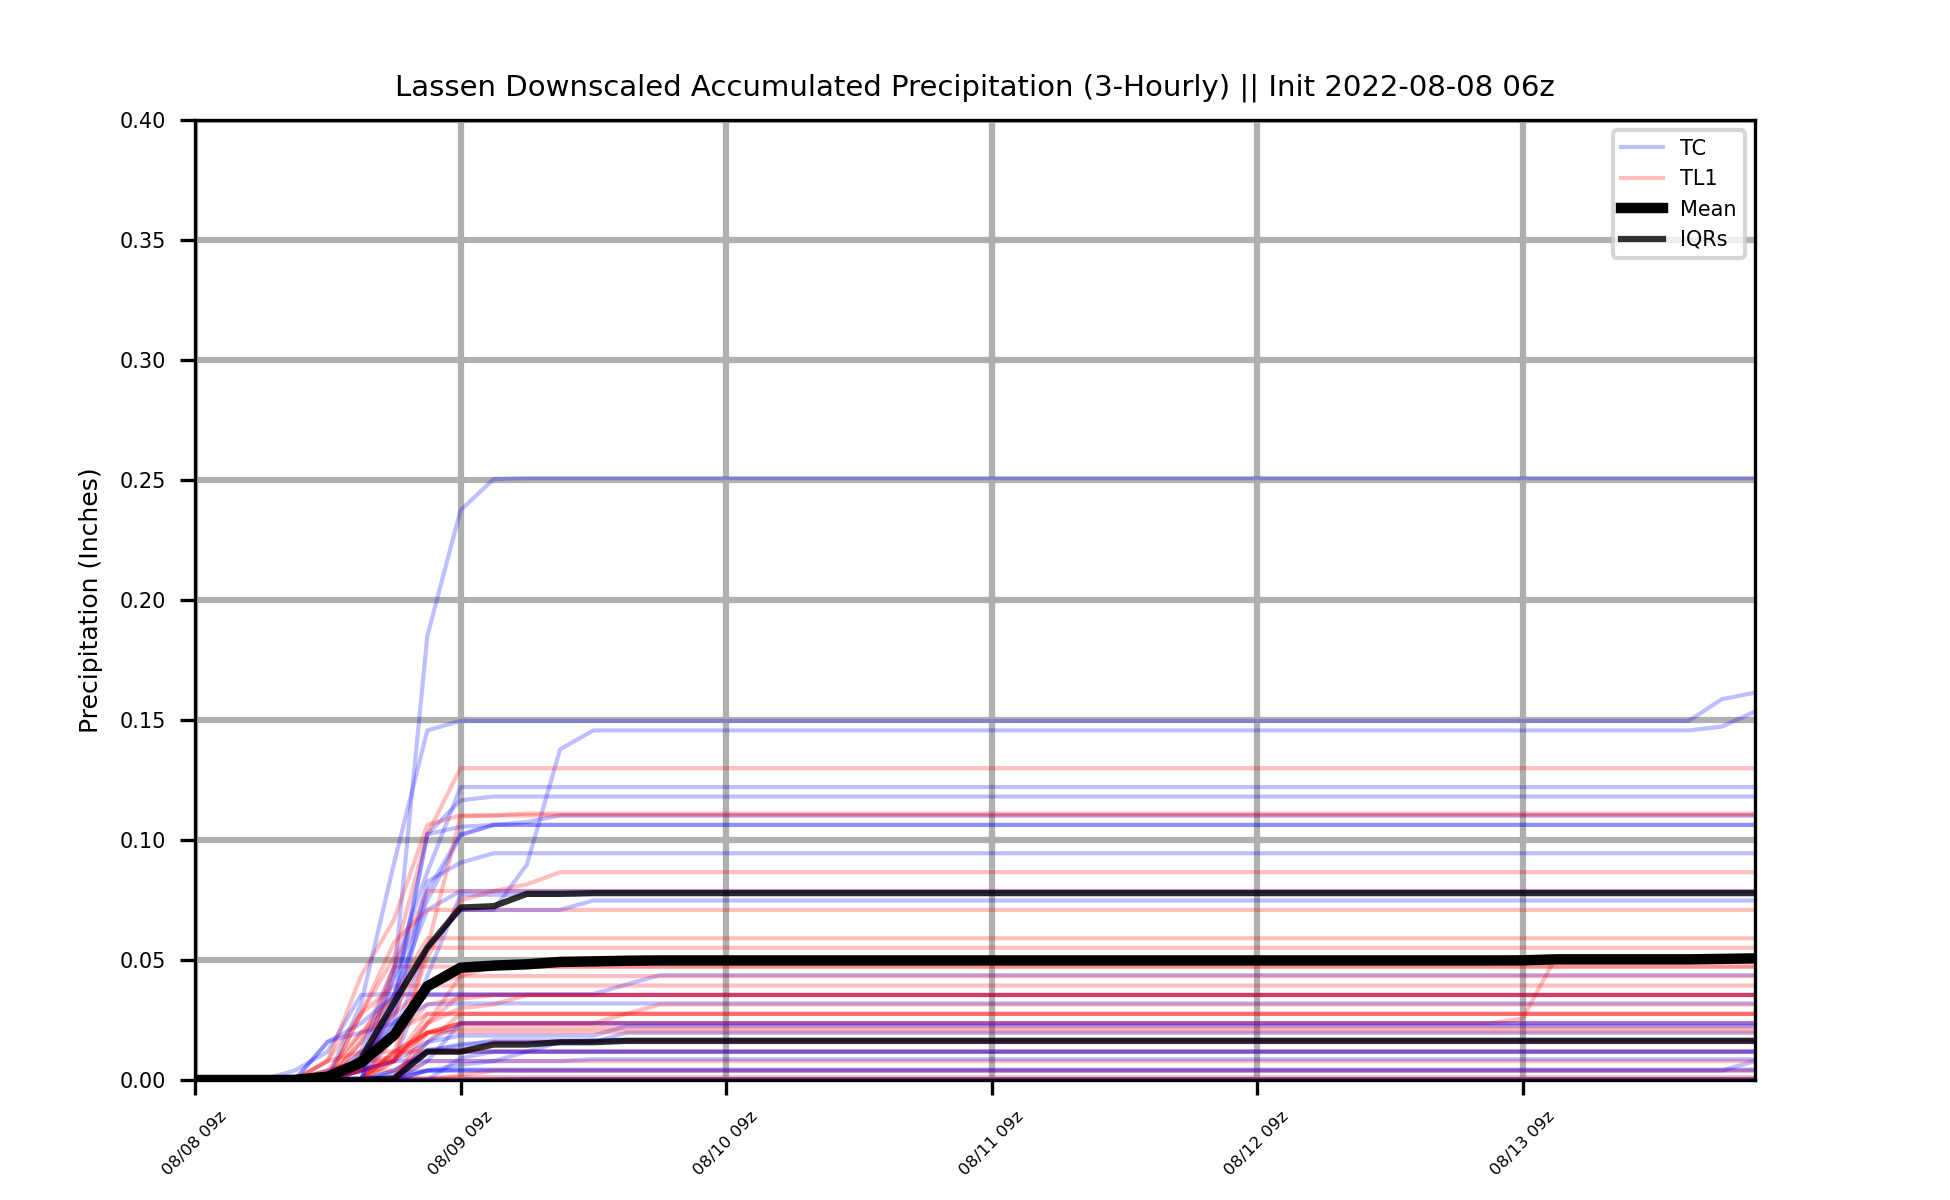 Lassen Downscaled Accumulated Precipitation (3-Hourly) || Init 2022-08-08 06z
Precipitation (Inches)
0.40
0.35
0.30
0.25
0.20
0.15
0.10
0.05
0.00
TC
TL1
Mean
IQRs
08/08 09z
08/09 09z
08/10 09z
08/11 09z
08/12 09z
08/13 09z